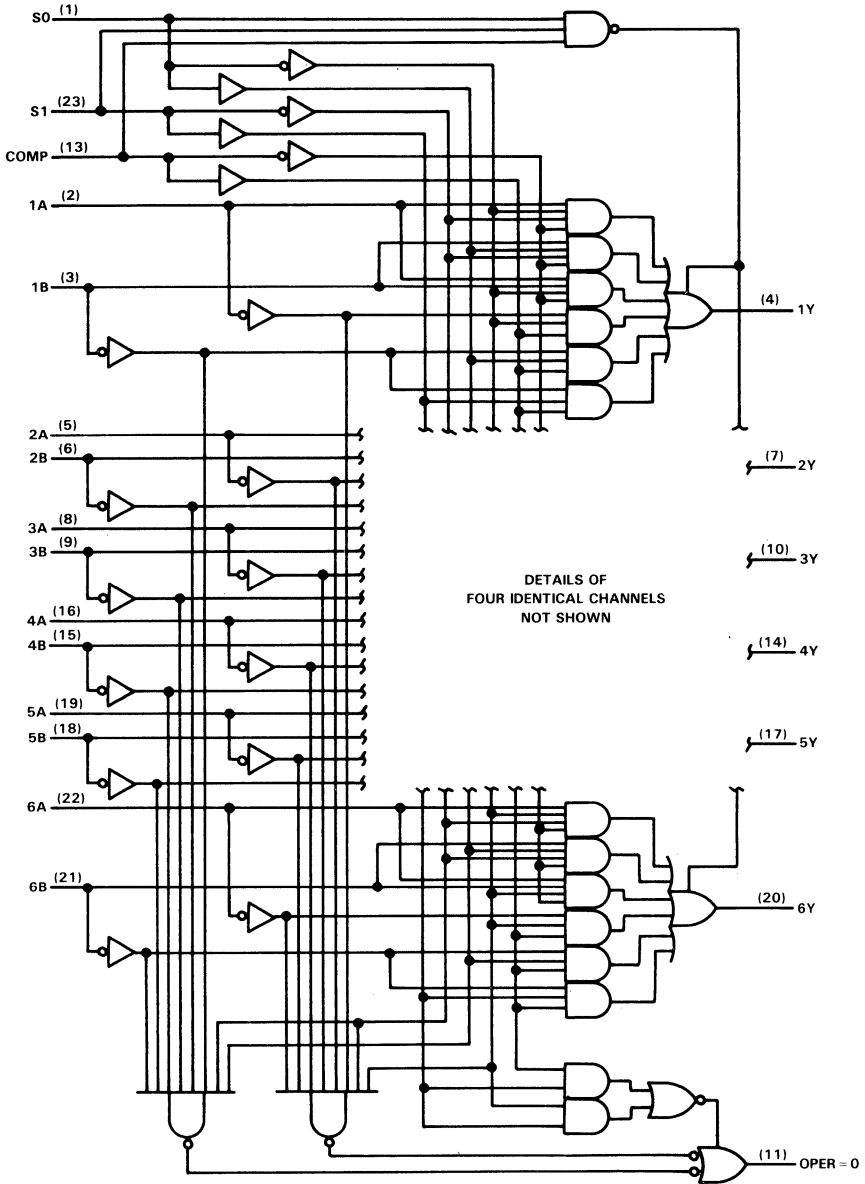 S0 (1)
S1 (23)
COMP (13)
1A (2)
1B (3)
(4) 1Y
2A (5)
2B (6)
(7) 2Y
3A (8)
3B (9)
(10) 3Y
DETAILS OF
FOUR IDENTICAL CHANNELS
NOT SHOWN
4A (16)
4B (15)
(14) 4Y
5A (19)
5B (18)
(17) 5Y
6A (22)
6B (21)
(20) 6Y
(11) OPER = 0